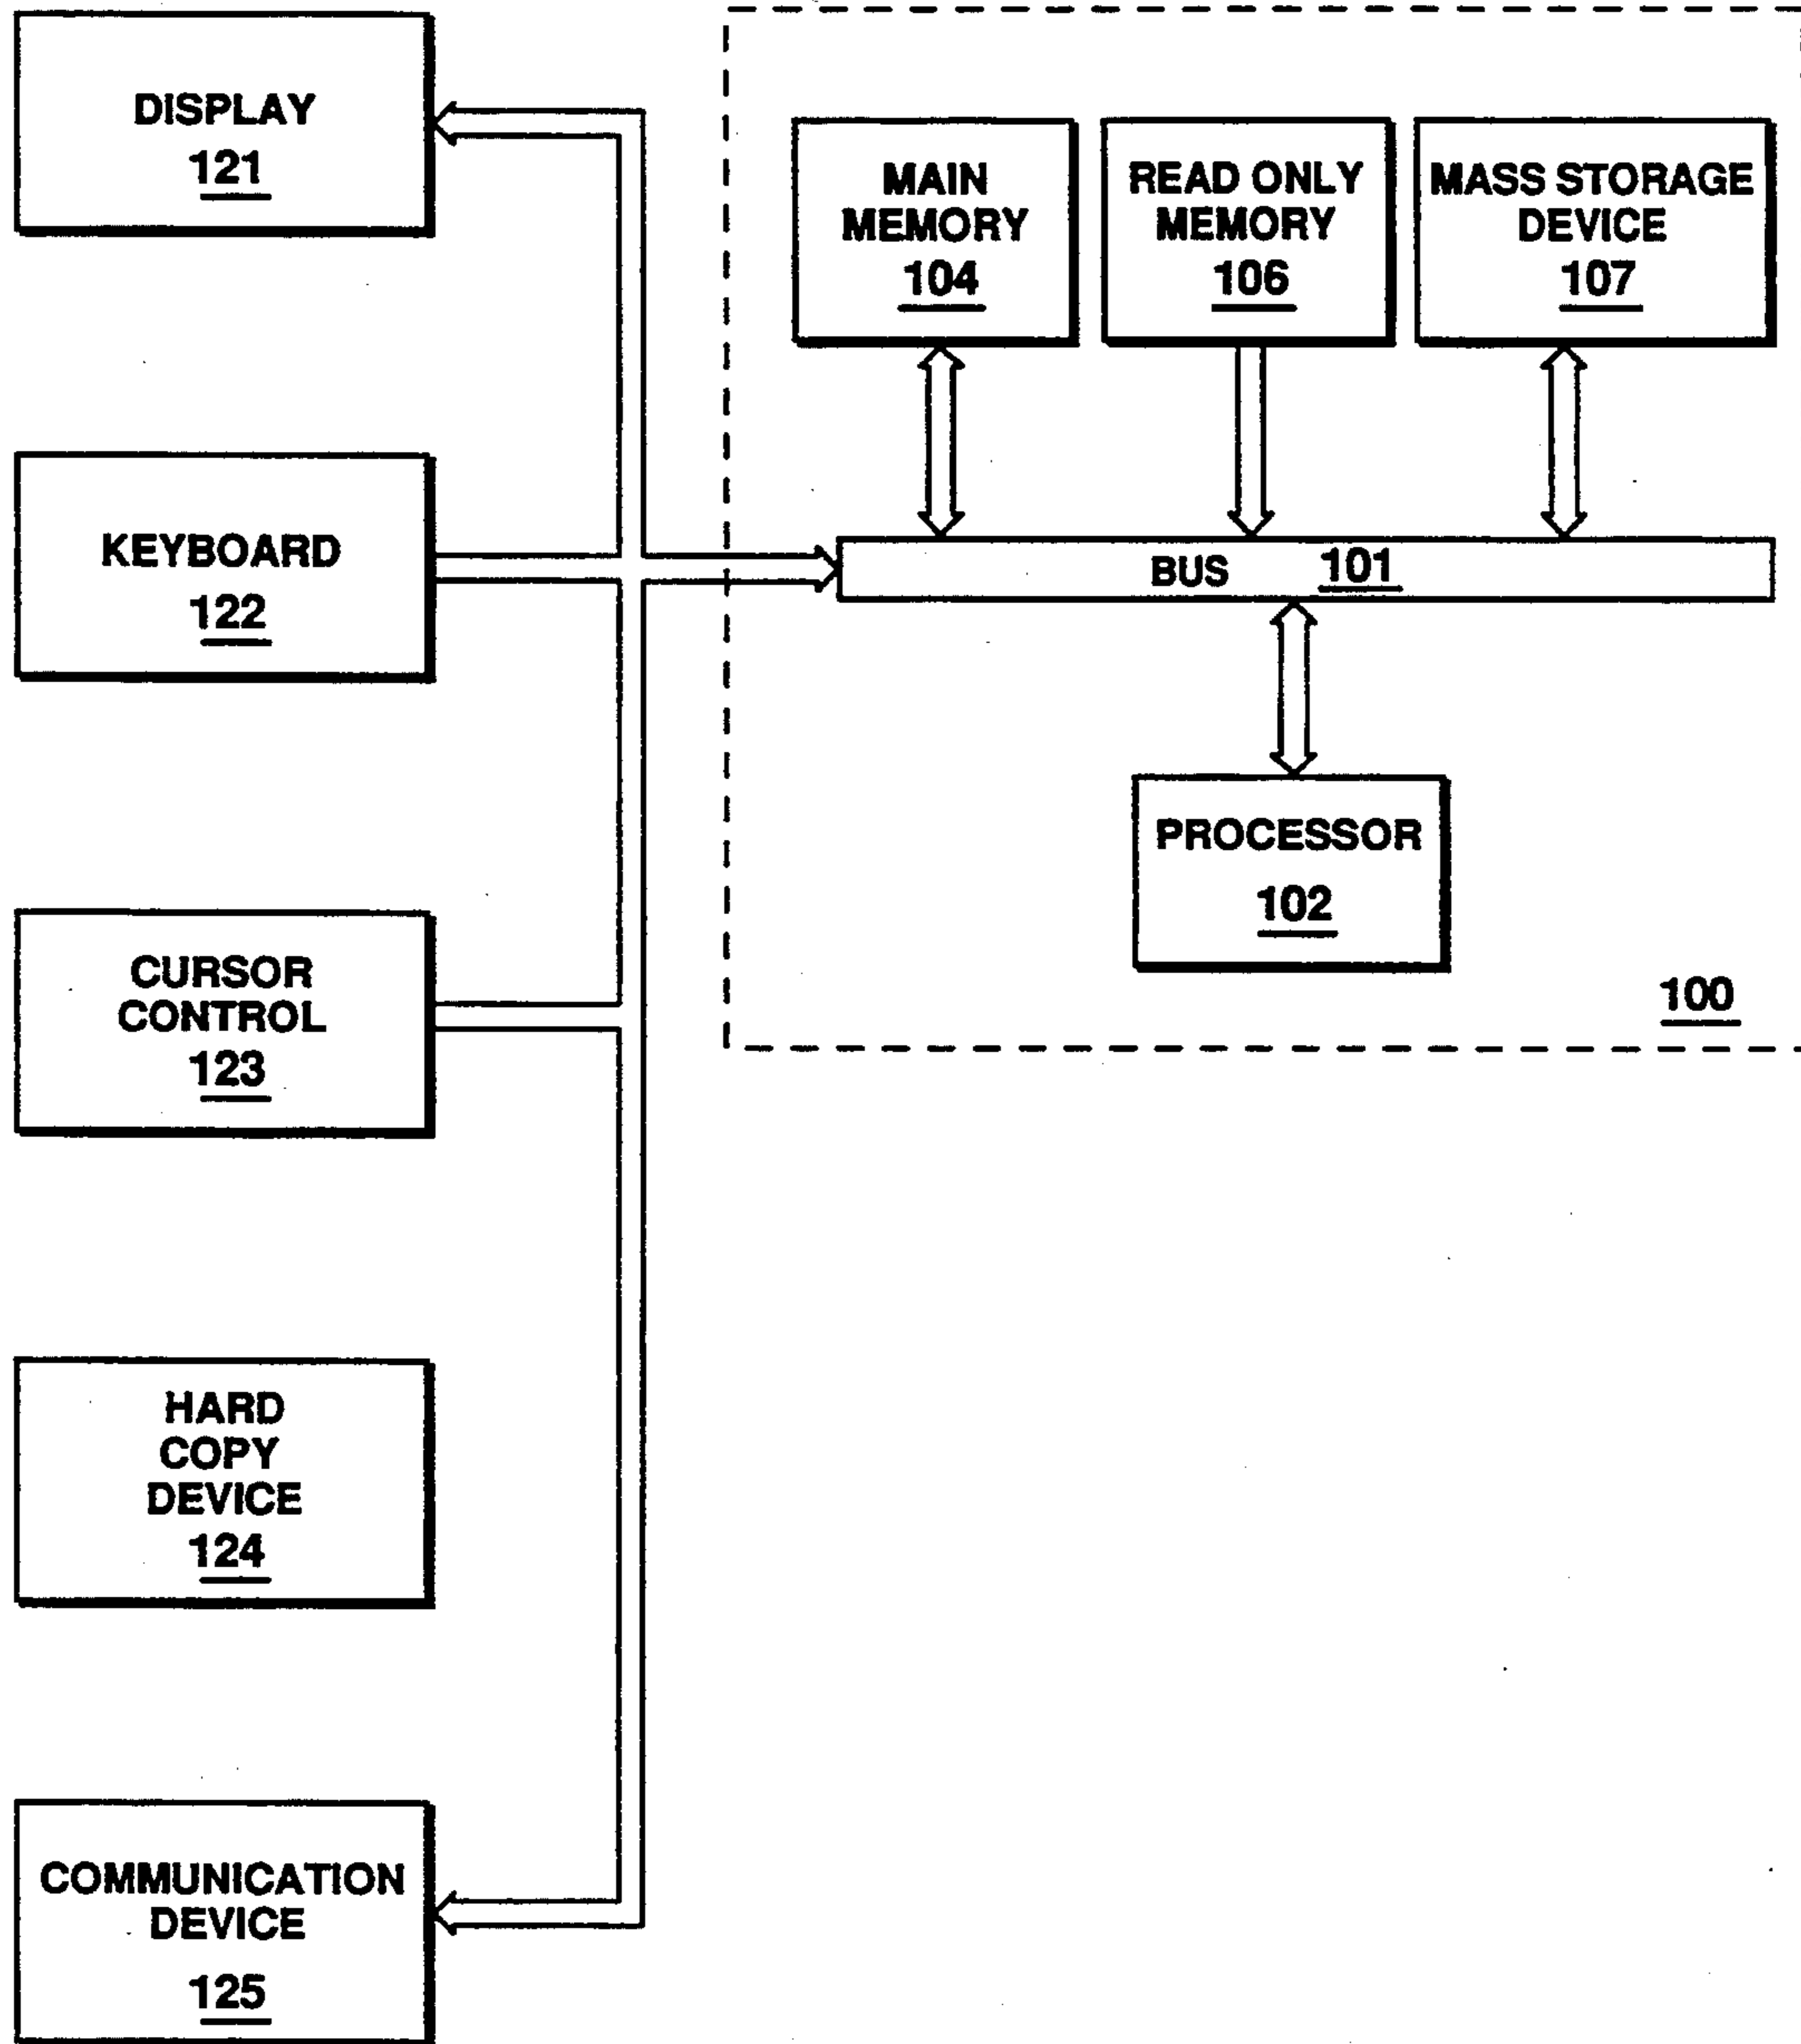 DISPLAY
121
KEYBOARD
122
CURSOR
CONTROL
123
HARD
COPY
DEVICE
124
COMMUNICATION
DEVICE
125
MAIN
MEMORY
104
READ ONLY
MEMORY
106
MASS STORAGE
DEVICE
107
BUS 101
PROCESSOR
102
100